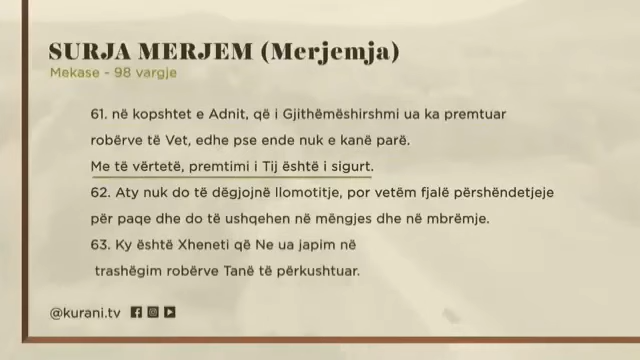 SURJA MERJEM (Merjemja)
Mekase - 98 vargje
61. në kopshtet e Adnit, që i Gjithëmëshirshmi ua ka premtuar
robërve të Vet, edhe pse ende nuk e kanë parë.
Me të vërtetë, premtimi i Tij është i sigurt.
62. Aty nuk do të dëgjojnë llomotitje, por vetëm fjalë përshëndetjeje
për paqe dhe do të ushqehen në mëngjes dhe në mbrëmje.
63. Ky është Xheneti që Ne ua japim në
trashëgim robërve Tanë të përkushtuar.
@kurani.tv